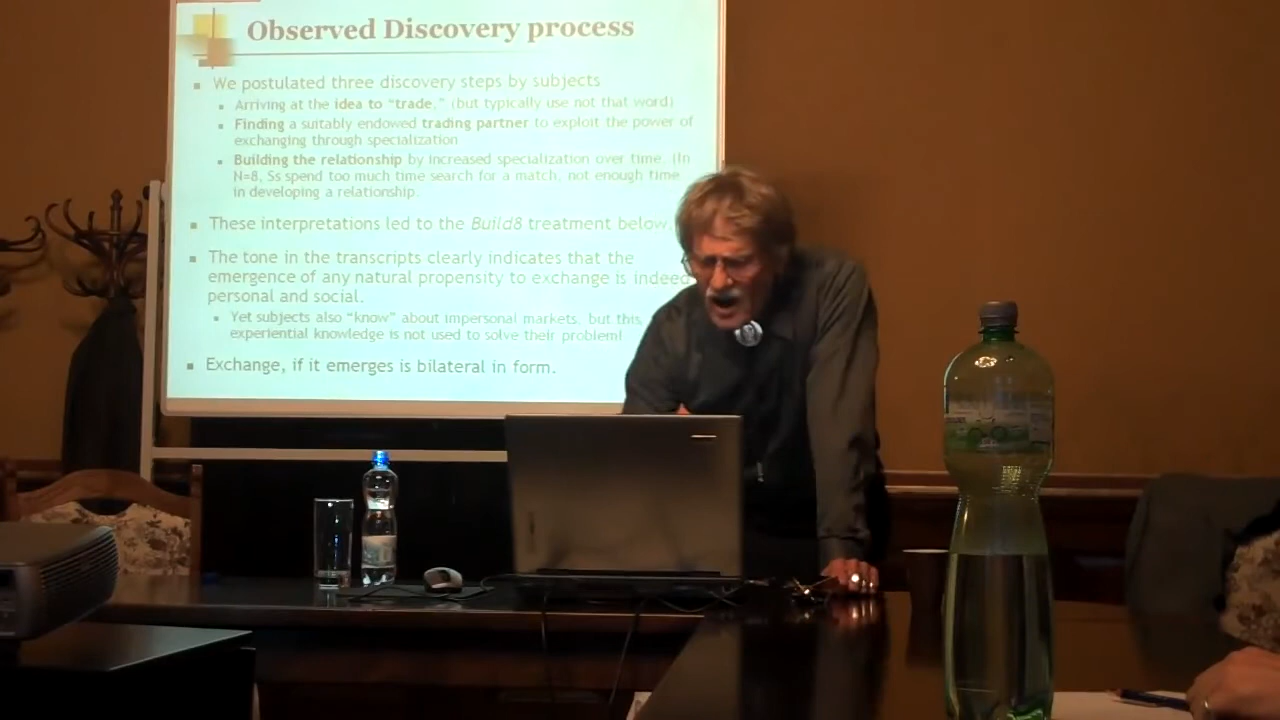 Observed Discovery process
We postulated three discovery steps by subjects
Arriving at the idea to "trade," (but typically use not that word)
Finding a suitably endowed trading partner to exploit the power of
exchanging through specialization
Building the relationship by increased specialization over time. (In
N=8, Ss spend too much time search for a match, not enough time
in developing a relationship.
These interpretations led to the Build8 treatment below.
The tone in the transcripts clearly indicates that the
emergence of any natural propensity to exchange is indeed
personal and social.
Yet subjects also "know" about impersonal markets, but this
experiential knowledge is not used to solve their problem!
Exchange, if it emerges is bilateral in form.